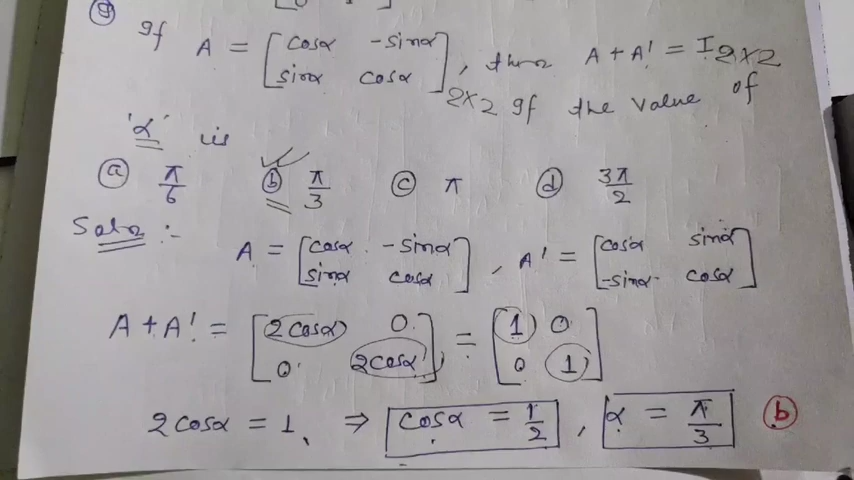 ⑨ If A = [cosα -sinα; sinα cosα]2×2, then A + A' = I2×2
If the value of
'α' is
ⓐ π/6 ⓑ π/3 ⓒ π ⓓ 3π/2
Soln :- A = [cosα -sinα; sinα cosα], A' = [cosα sinα; -sinα cosα]
A + A' = [2cosα 0; 0 2cosα] = [1 0; 0 1]
2cosα = 1, ⇒ cosα = 1/2, α = π/3 ⓑ